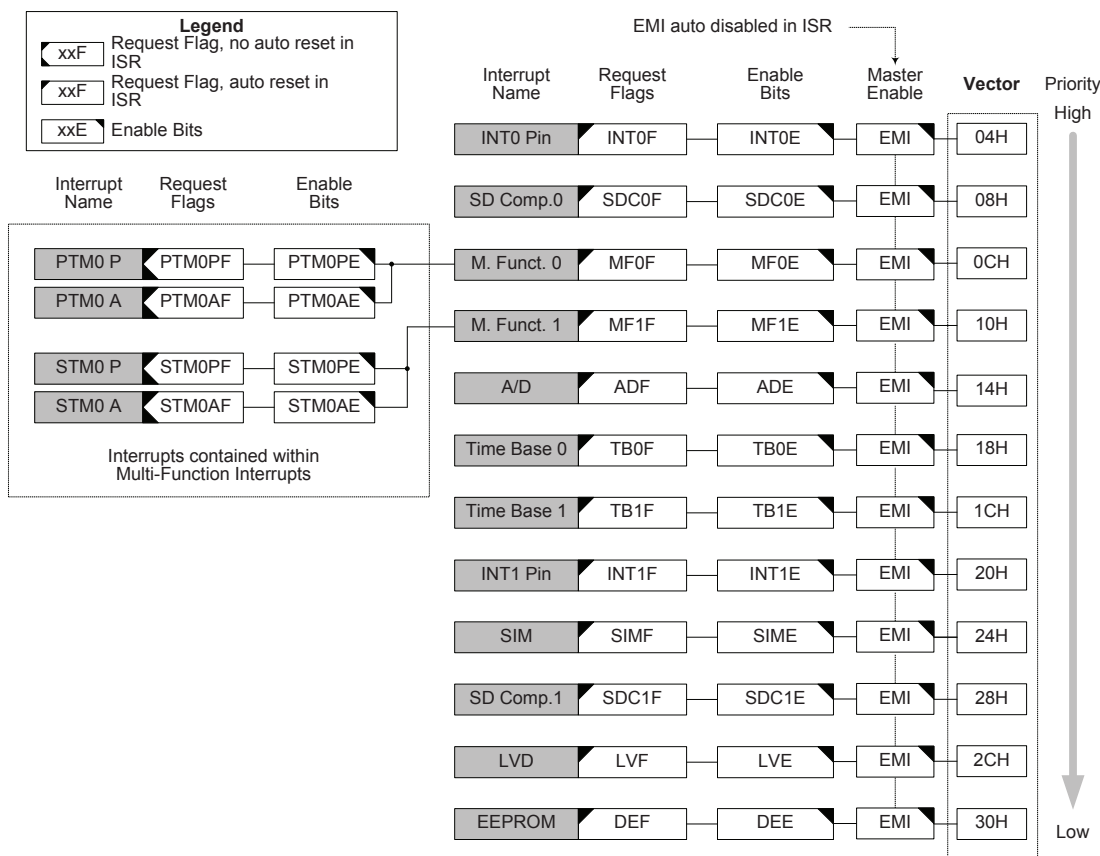 Legend
xxF Request Flag, no auto reset in
ISR
xxF Request Flag, auto reset in
ISR
xxE Enable Bits
EMI auto disabled in ISR
Interrupt
Name
Request
Flags
Enable
Bits
Master
Enable
Vector
Priority
High
INT0 Pin INT0F INT0E EMI 04H
SD Comp.0 SDC0F SDC0E EMI 08H
M. Funct. 0 MF0F MF0E EMI 0CH
M. Funct. 1 MF1F MF1E EMI 10H
A/D ADF ADE EMI 14H
Time Base 0 TB0F TB0E EMI 18H
Time Base 1 TB1F TB1E EMI 1CH
INT1 Pin INT1F INT1E EMI 20H
SIM SIMF SIME EMI 24H
SD Comp.1 SDC1F SDC1E EMI 28H
LVD LVF LVE EMI 2CH
EEPROM DEF DEE EMI 30H
Low
Interrupt
Name
Request
Flags
Enable
Bits
PTM0 P PTM0PF PTM0PE
PTM0 A PTM0AF PTM0AE
STM0 P STM0PF STM0PE
STM0 A STM0AF STM0AE
Interrupts contained within
Multi-Function Interrupts